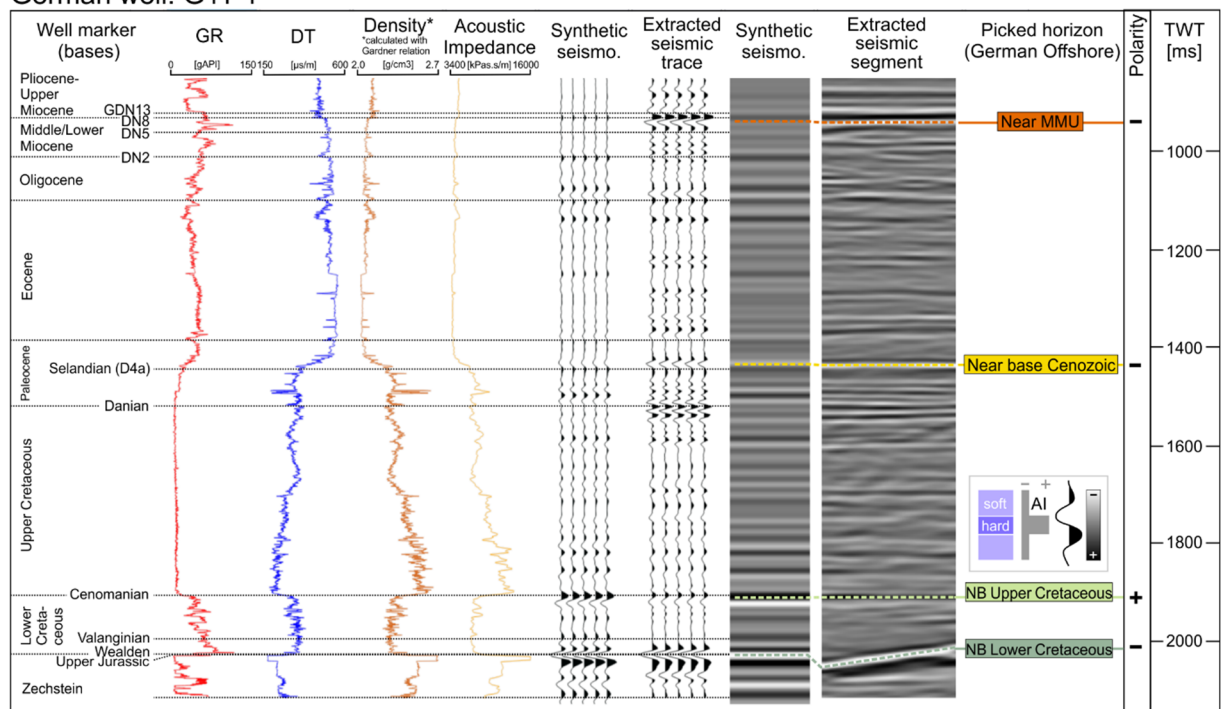 Well marker
(bases)
GR
0 [gAPI] 150
DT
150 [µs/m] 600
Density*
*calculated with
Gardner relation
2.0 [g/cm3] 2.7
Acoustic
Impedance
3400 [kPas.s/m] 16000
Synthetic
seismo.
Extracted
seismic
trace
Synthetic
seismo.
Extracted
seismic
segment
Picked horizon
(German Offshore)
Polarity
TWT
[ms]
Pliocene-
Upper
Miocene
GDN13
DN8
Middle/Lower
Miocene
DN5
DN2
Oligocene
Eocene
Paleocene
Selandian (D4a)
Danian
Upper Cretaceous
Cenomanian
Lower
Creta-
ceous
Valanginian
Wealden
Upper Jurassic
Zechstein
Near MMU
−
Near base Cenozoic
−
soft
hard
− +
AI
−
+
NB Upper Cretaceous
+
NB Lower Cretaceous
−
1000
1200
1400
1600
1800
2000